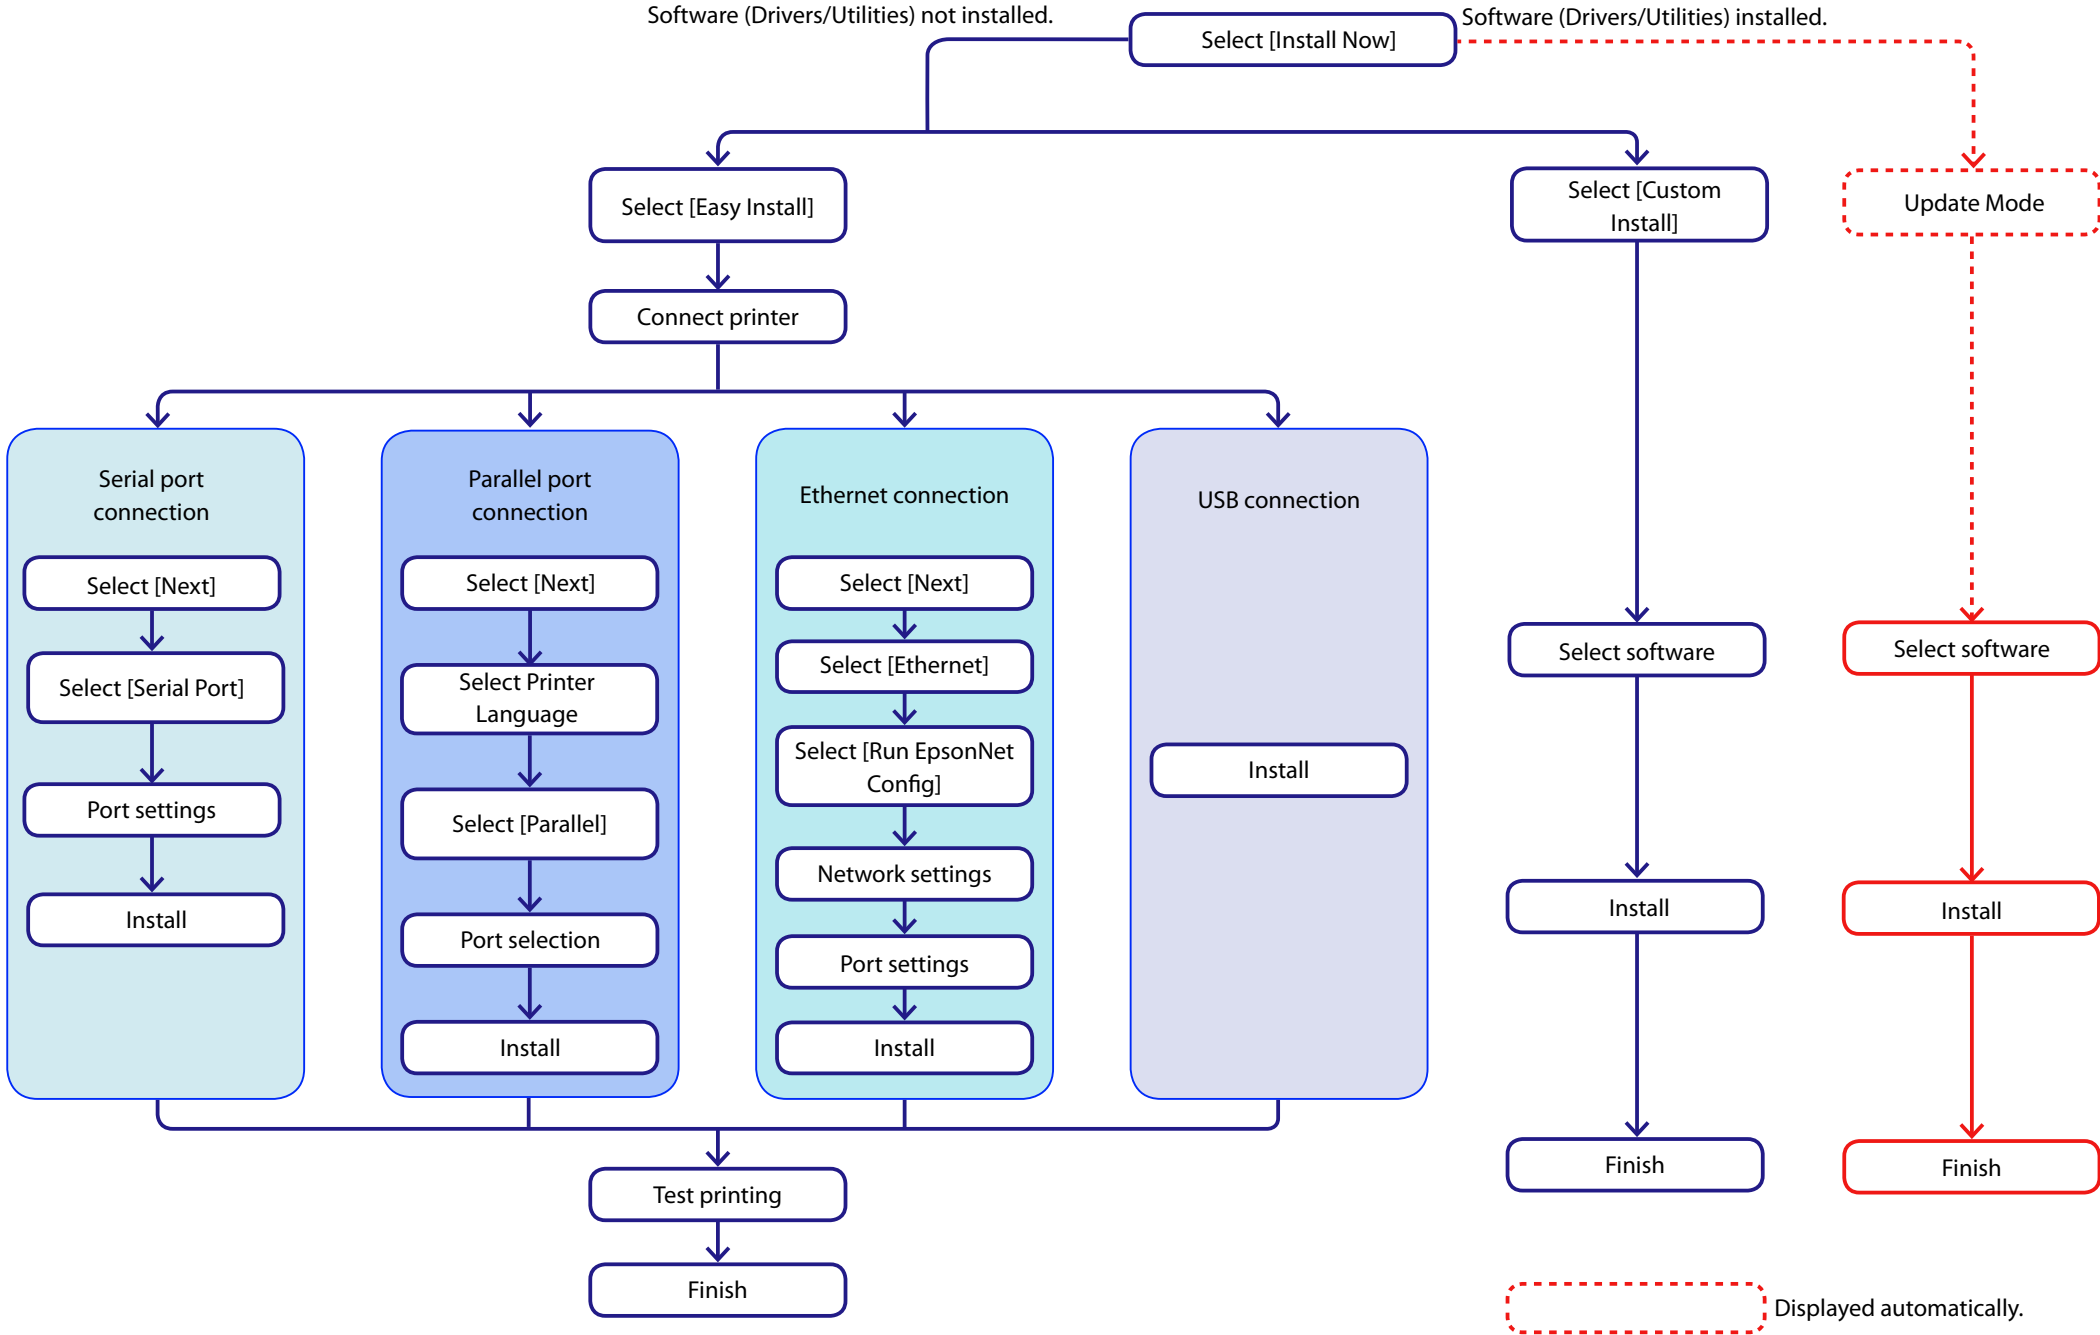 Software (Drivers/Utilities) not installed.
Select [Install Now]
Software (Drivers/Utilities) installed.
Select [Easy Install]
Select [Custom
Install]
Update Mode
Connect printer
Serial port
connection
Select [Next]
Select [Serial Port]
Port settings
Install
Parallel port
connection
Select [Next]
Select Printer
Language
Select [Parallel]
Port selection
Install
Ethernet connection
Select [Next]
Select [Ethernet]
Select [Run EpsonNet
Config]
Network settings
Port settings
Install
USB connection
Install
Select software
Install
Finish
Select software
Install
Finish
Test printing
Finish
Displayed automatically.